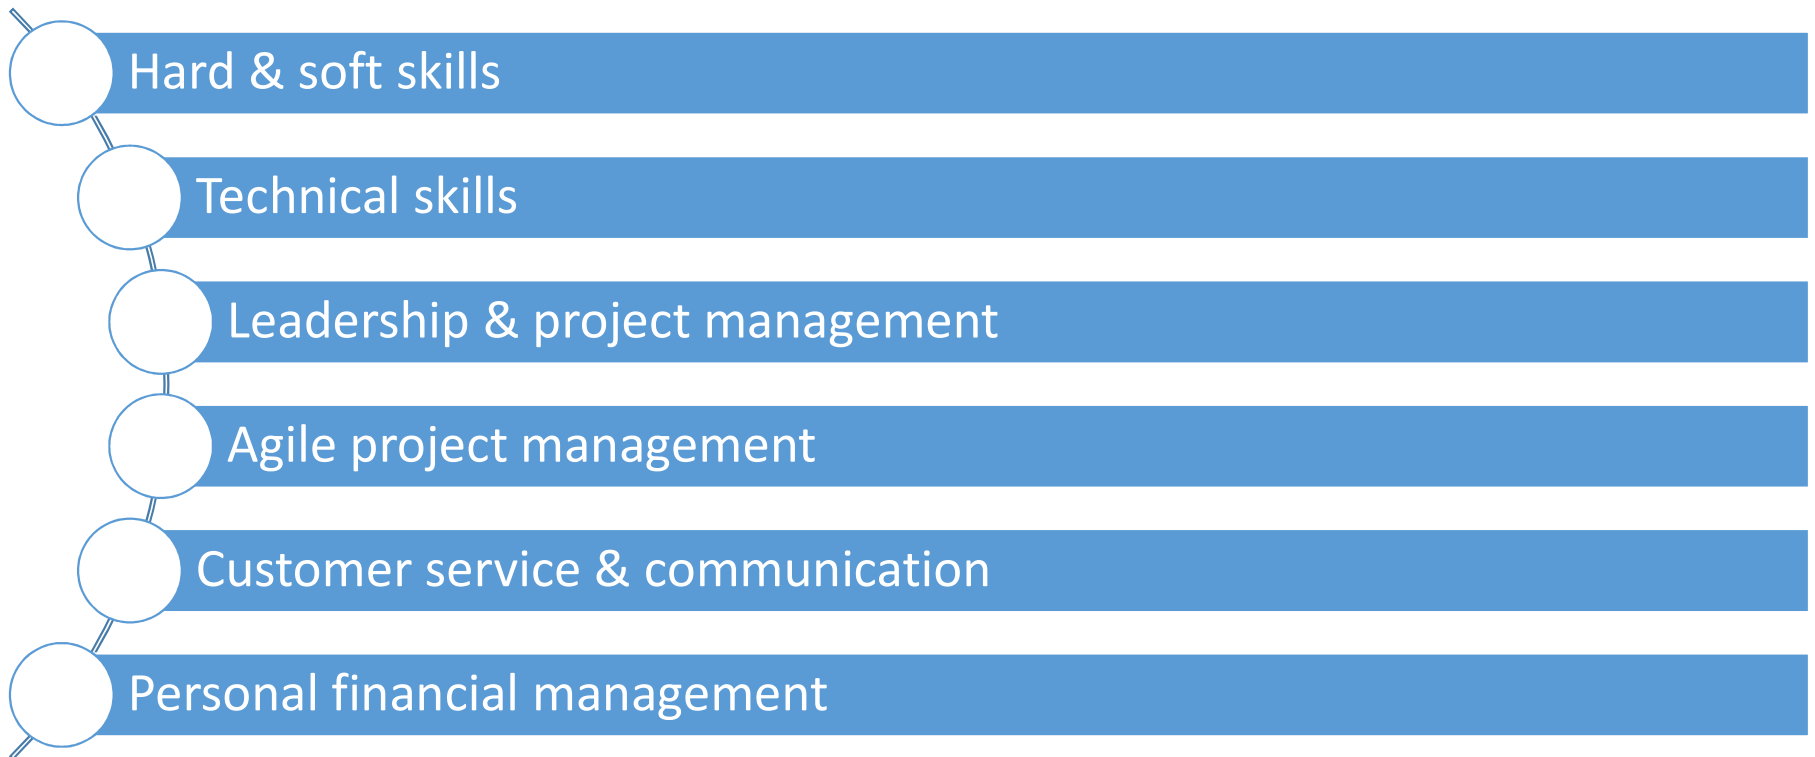 Hard & soft skills
Technical skills
Leadership & project management
Agile project management
Customer service & communication
Personal financial management